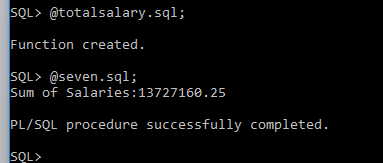 SQL> @totalsalary.sql;
Function created.
SQL> @seven.sql;
Sum of Salaries:13727160.25
PL/SQL procedure successfully completed.
SQL>